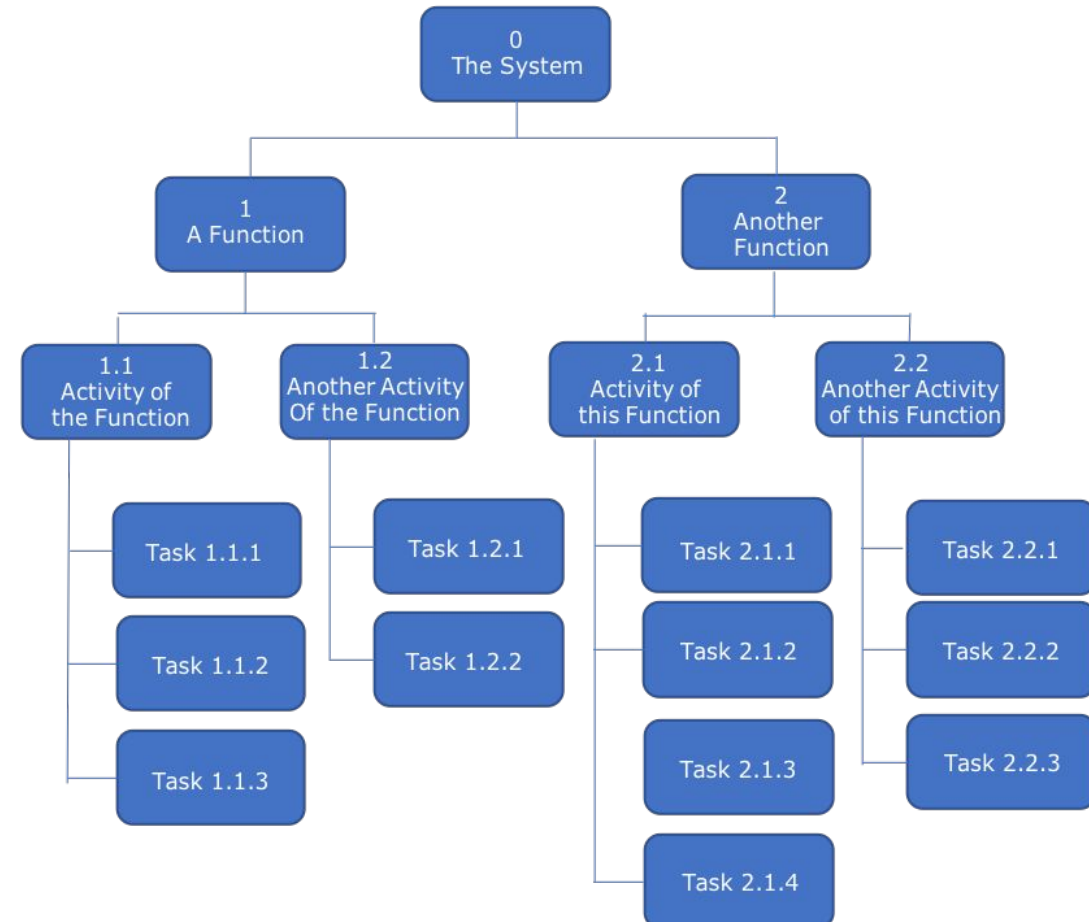 0
The System
1
A Function
2
Another
Function
1.1
Activity of
the Function
1.2
Another Activity
Of the Function
2.1
Activity of
this Function
2.2
Another Activity
of this Function
Task 1.1.1
Task 1.1.2
Task 1.1.3
Task 1.2.1
Task 1.2.2
Task 2.1.1
Task 2.1.2
Task 2.1.3
Task 2.1.4
Task 2.2.1
Task 2.2.2
Task 2.2.3